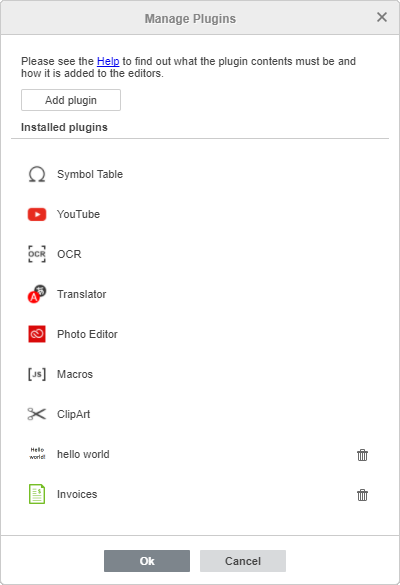 Manage Plugins
Please see the Help to find out what the plugin contents must be and
how it is added to the editors.
Add plugin
Installed plugins
Symbol Table
YouTube
OCR
OCR
Translator
Photo Editor
[JS]
Macros
ClipArt
Hello
world!
hello world
Invoices
Ok
Cancel